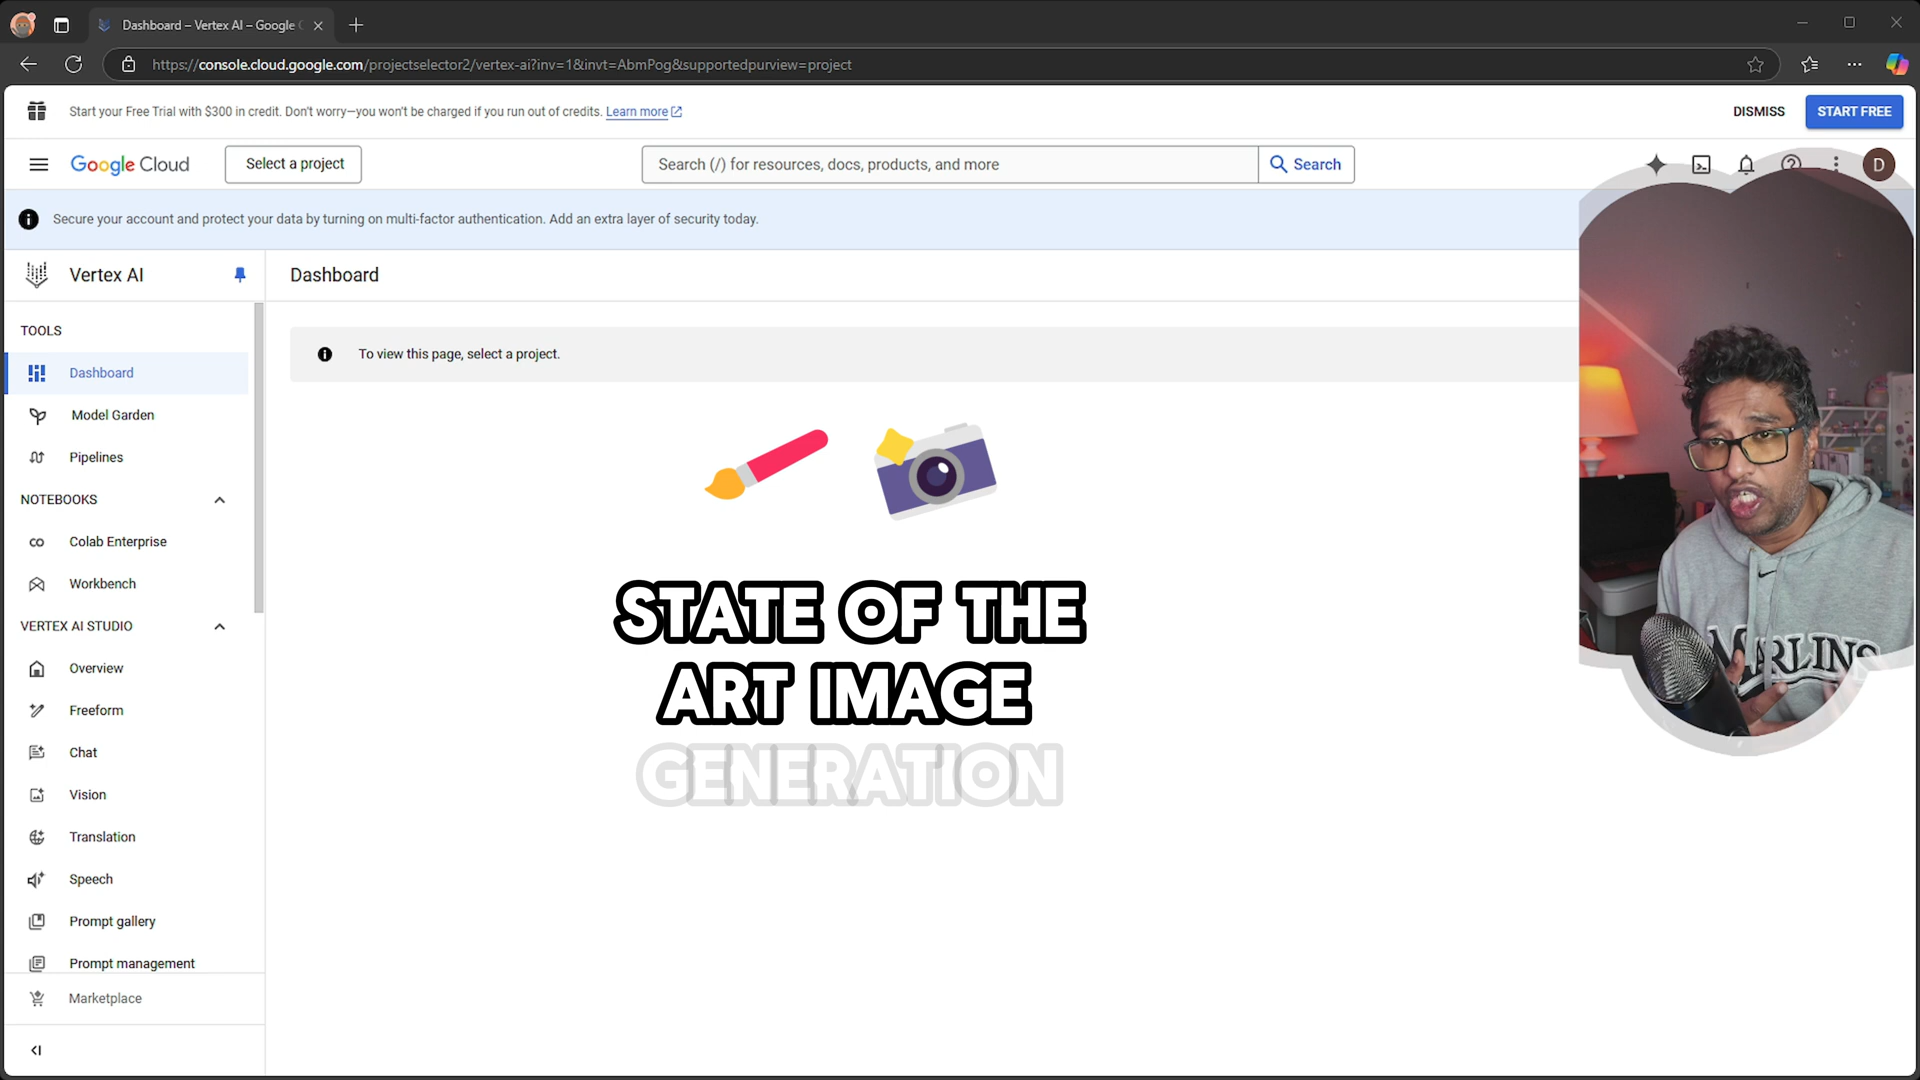 Dashboard – Vertex AI – Google C
https://console.cloud.google.com/projectselector2/vertex-ai?inv=1&invt=AbmPog&supportedpurview=project
Start your Free Trial with $300 in credit. Don't worry—you won't be charged if you run out of credits. Learn more
DISMISS
START FREE
Google Cloud
Select a project
Search (/) for resources, docs, products, and more
Search
D
Secure your account and protect your data by turning on multi-factor authentication. Add an extra layer of security today.
Vertex AI
Dashboard
TOOLS
To view this page, select a project.
Dashboard
Model Garden
Pipelines
NOTEBOOKS
Colab Enterprise
Workbench
VERTEX AI STUDIO
Overview
Freeform
Chat
Vision
Translation
Speech
Prompt gallery
Prompt management
Marketplace
STATE OF THE
ART IMAGE
GENERATION
MARLINS